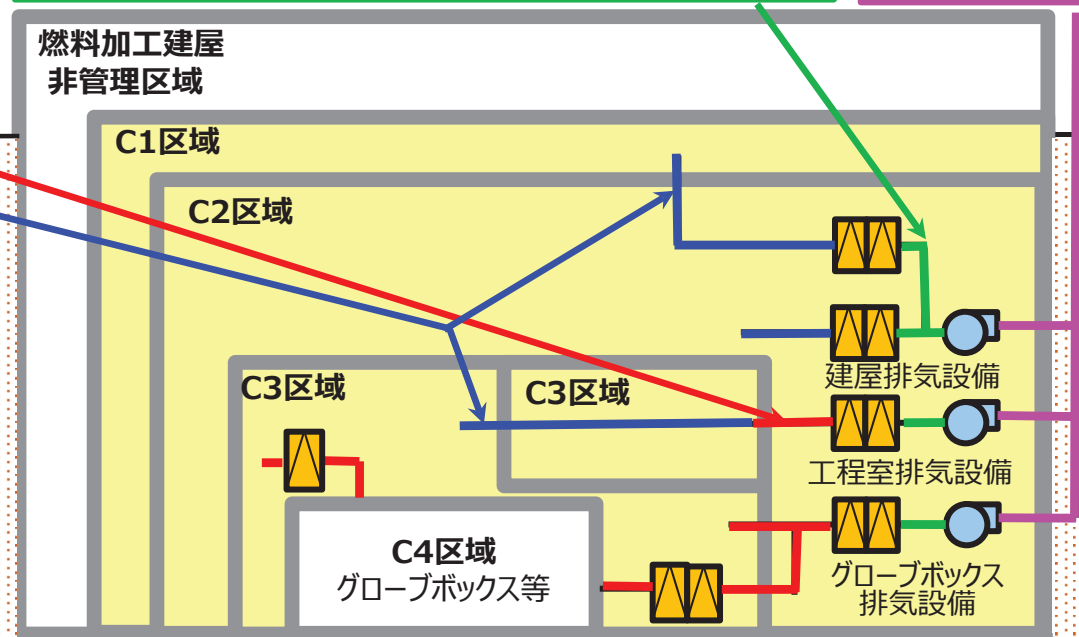 燃料加工建屋
非管理区域
C1区域
C2区域
C3区域
C3区域
建屋排気設備
工程室排気設備
C4区域
グローブボックス等
グローブボックス
排気設備